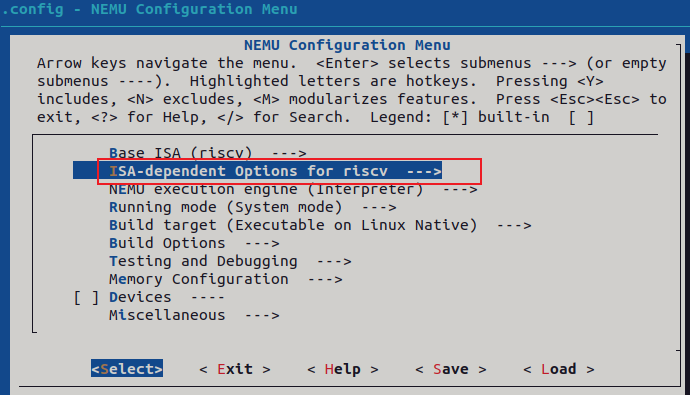 .config - NEMU Configuration Menu
NEMU Configuration Menu
Arrow keys navigate the menu.  <Enter> selects submenus ---> (or empty
submenus ----).  Highlighted letters are hotkeys.  Pressing <Y>
includes, <N> excludes, <M> modularizes features.  Press <Esc><Esc> to
exit, <?> for Help, </> for Search.  Legend: [*] built-in  [ ]
Base ISA (riscv)  --->
ISA-dependent Options for riscv  --->
NEMU execution engine (Interpreter)  --->
Running mode (System mode)  --->
Build target (Executable on Linux Native)  --->
Build Options  --->
Testing and Debugging  --->
Memory Configuration  --->
[ ] Devices  ----
Miscellaneous  --->
<Select>    < Exit >    < Help >    < Save >    < Load >